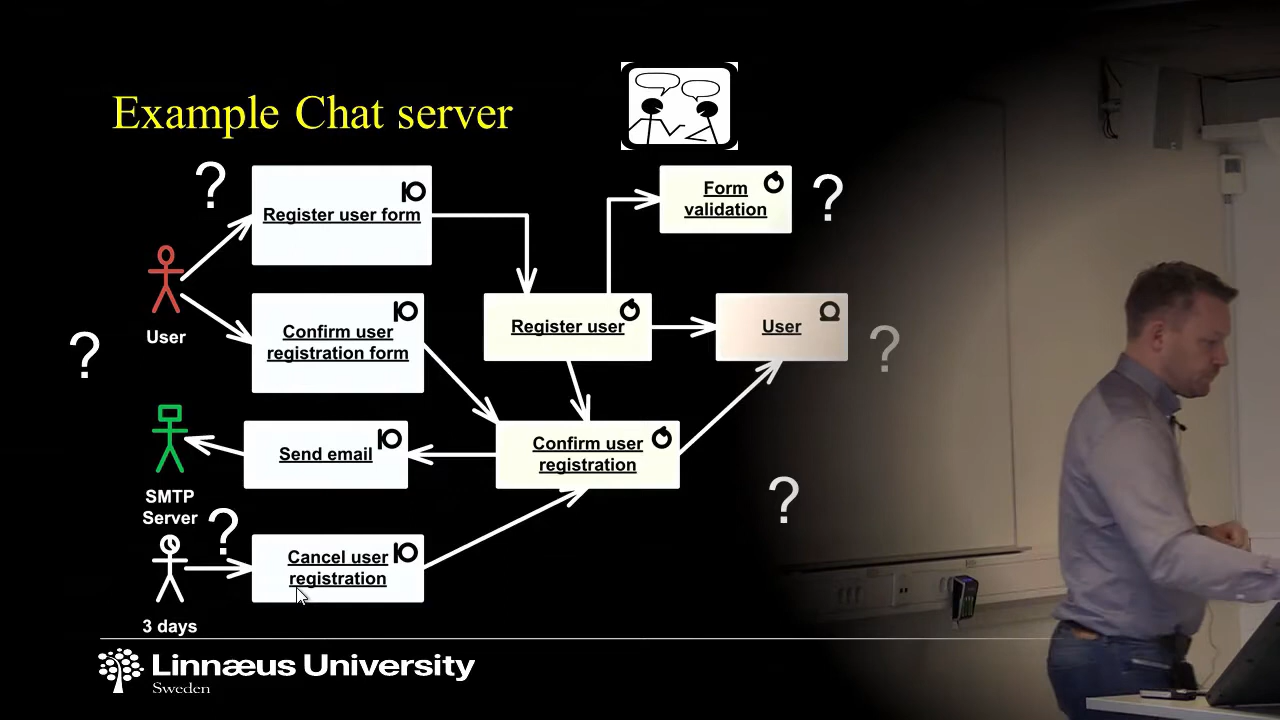 Example Chat server
?
Register user form
Form
validation
?
User
Confirm user
registration form
Register user
User
?
?
Send email
Confirm user
registration
?
SMTP
Server
?
Cancel user
registration
3 days
Linnæus University
Sweden